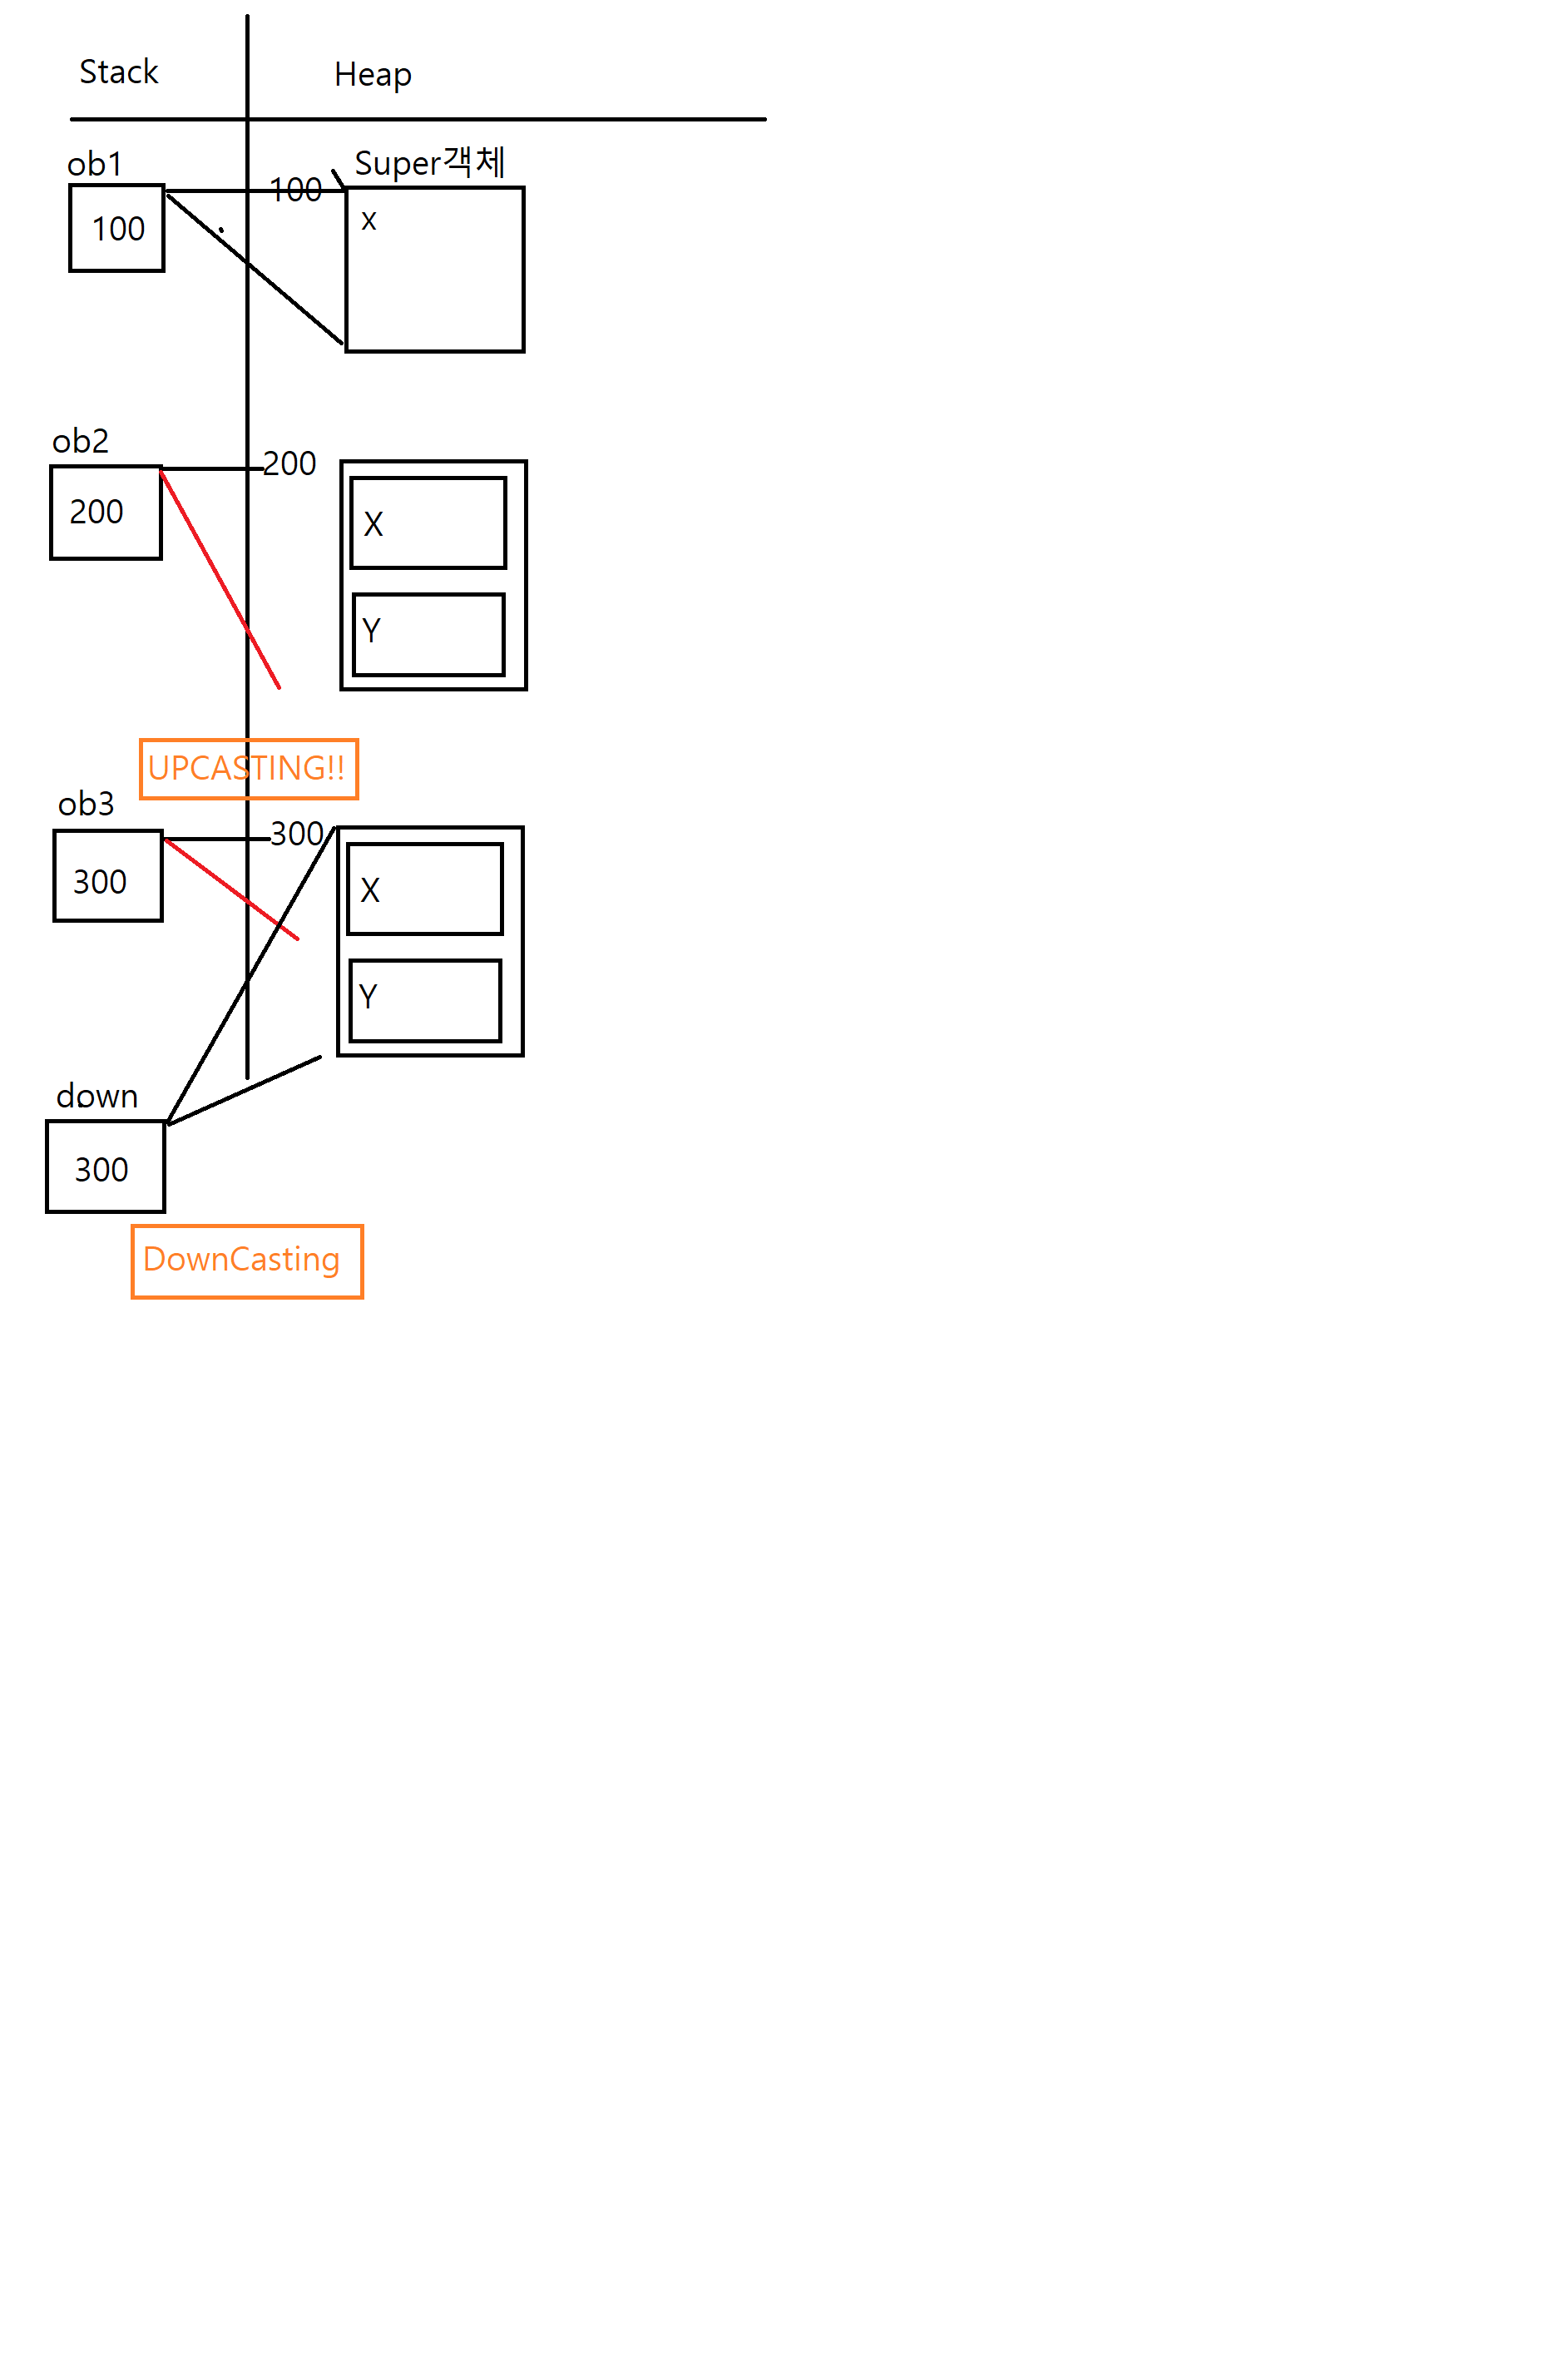 Stack
Heap
ob1
100
Super객체
100
x
ob2
200
200
X
Y
UPCASTING!!
ob3
300
300
X
Y
down
300
DownCasting